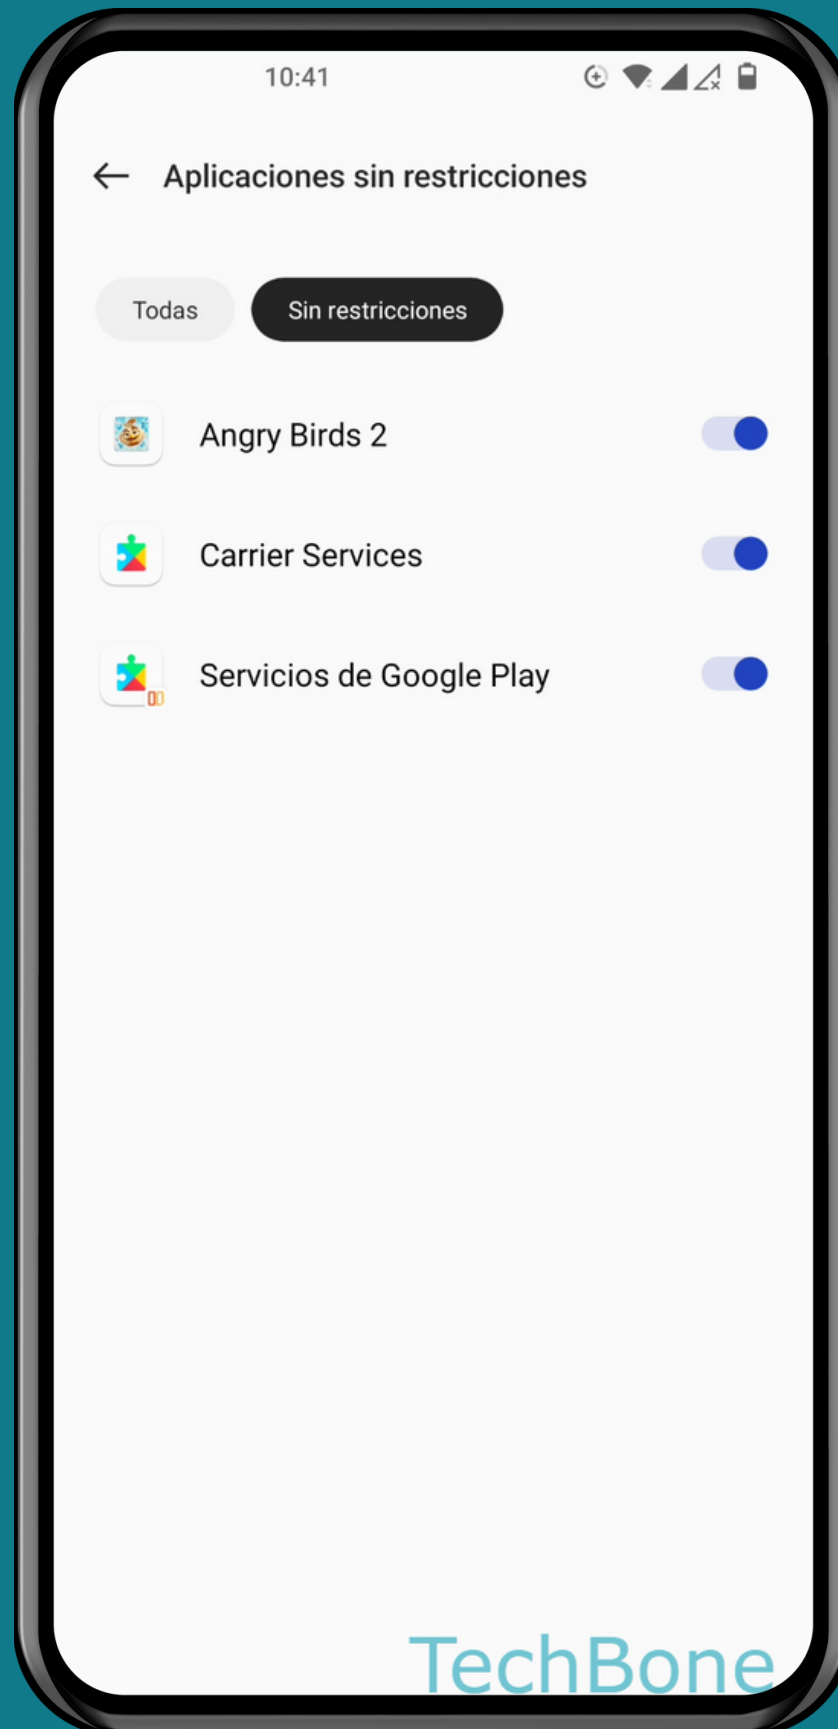 10:41
Aplicaciones sin restricciones
Todas
Sin restricciones
Angry Birds 2
Carrier Services
Servicios de Google Play
TechBone